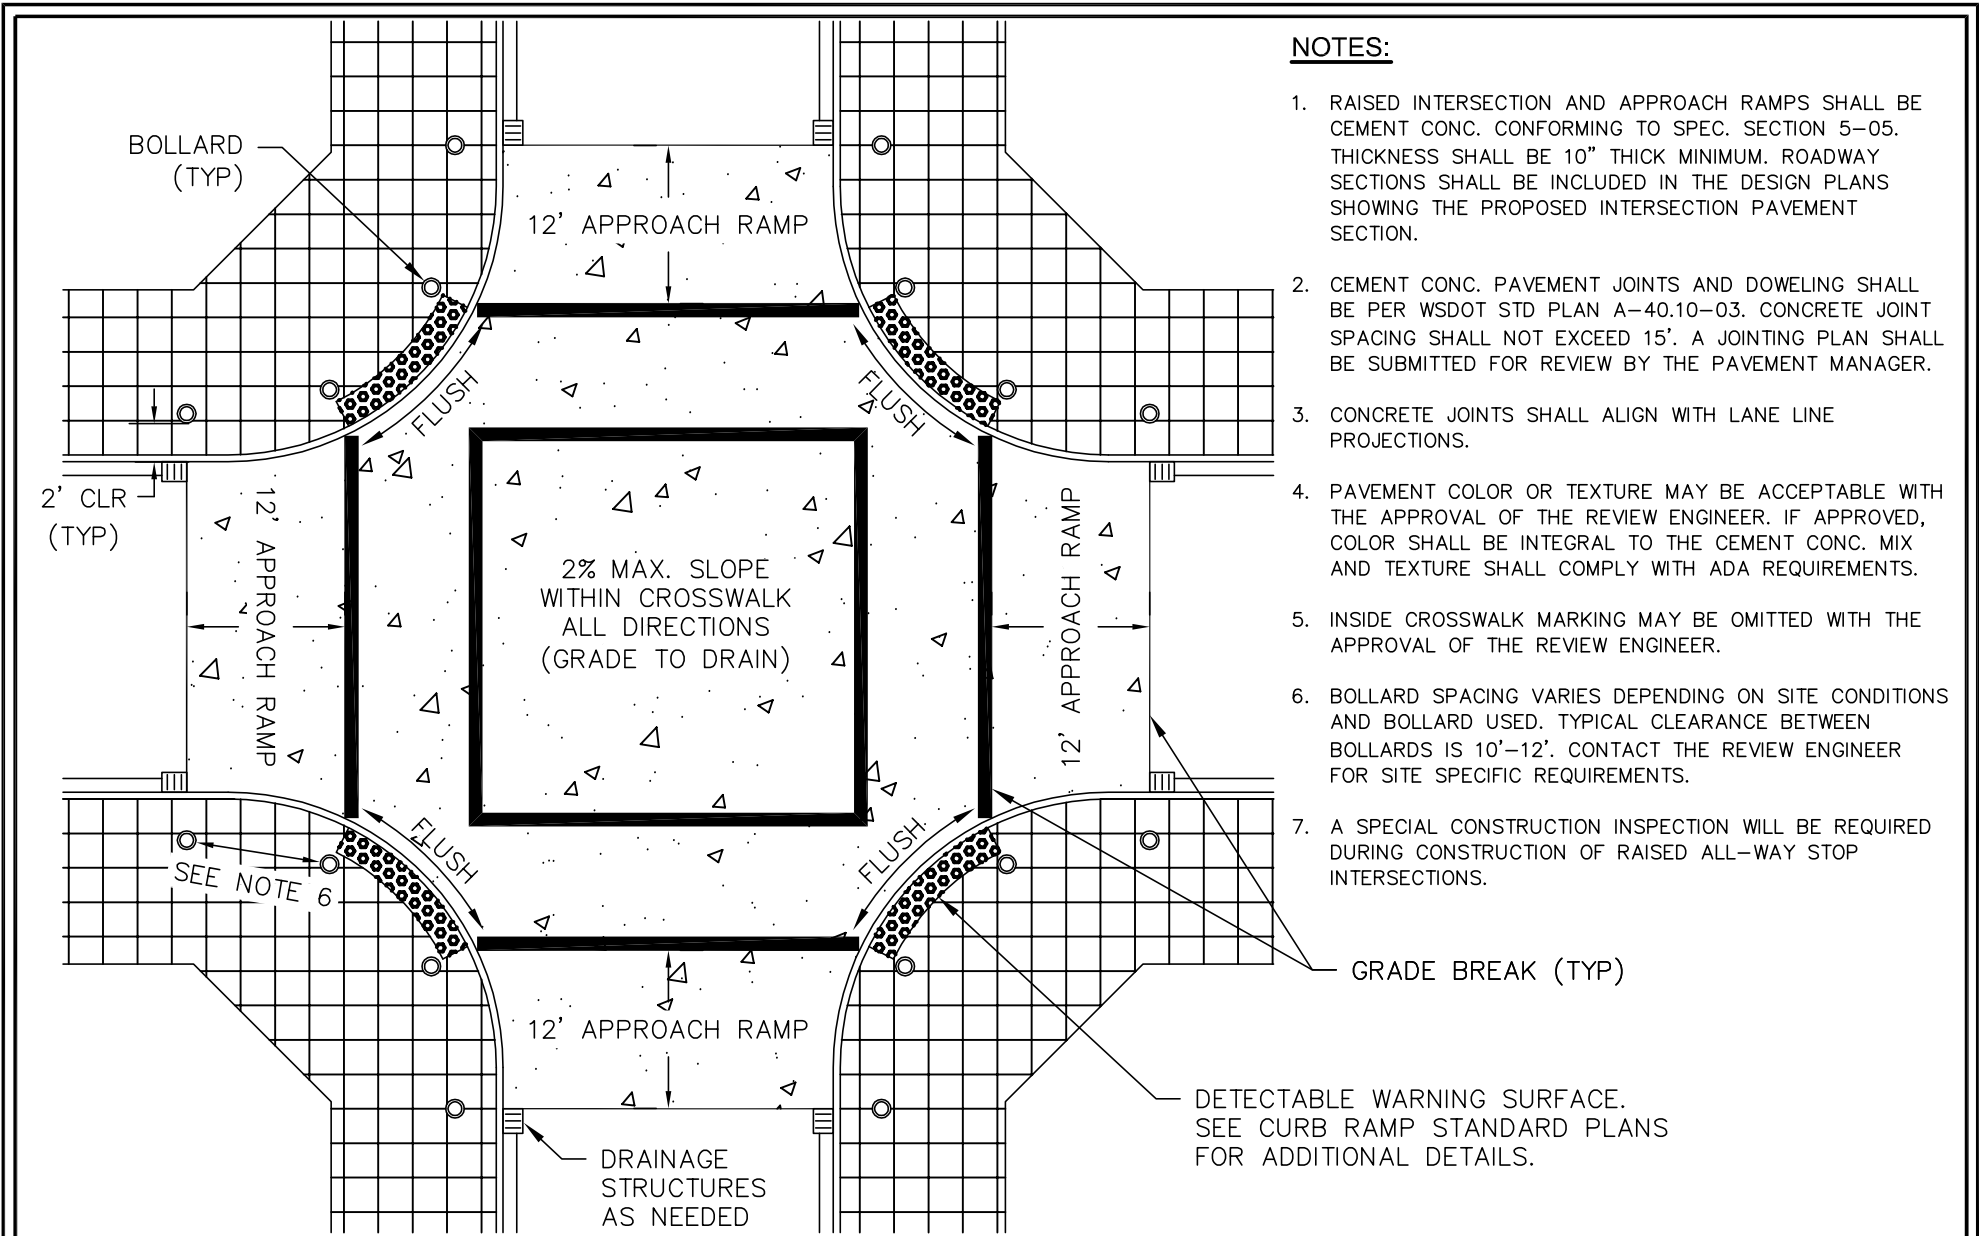 NOTES:
1. RAISED INTERSECTION AND APPROACH RAMPS SHALL BE
CEMENT CONC. CONFORMING TO SPEC. SECTION 5-05.
THICKNESS SHALL BE 10" THICK MINIMUM. ROADWAY
SECTIONS SHALL BE INCLUDED IN THE DESIGN PLANS
SHOWING THE PROPOSED INTERSECTION PAVEMENT
SECTION.
2. CEMENT CONC. PAVEMENT JOINTS AND DOWELING SHALL
BE PER WSDOT STD PLAN A-40.10-03. CONCRETE JOINT
SPACING SHALL NOT EXCEED 15'. A JOINTING PLAN SHALL
BE SUBMITTED FOR REVIEW BY THE PAVEMENT MANAGER.
3. CONCRETE JOINTS SHALL ALIGN WITH LANE LINE
PROJECTIONS.
4. PAVEMENT COLOR OR TEXTURE MAY BE ACCEPTABLE WITH
THE APPROVAL OF THE REVIEW ENGINEER. IF APPROVED,
COLOR SHALL BE INTEGRAL TO THE CEMENT CONC. MIX
AND TEXTURE SHALL COMPLY WITH ADA REQUIREMENTS.
5. INSIDE CROSSWALK MARKING MAY BE OMITTED WITH THE
APPROVAL OF THE REVIEW ENGINEER.
6. BOLLARD SPACING VARIES DEPENDING ON SITE CONDITIONS
AND BOLLARD USED. TYPICAL CLEARANCE BETWEEN
BOLLARDS IS 10'-12'. CONTACT THE REVIEW ENGINEER
FOR SITE SPECIFIC REQUIREMENTS.
7. A SPECIAL CONSTRUCTION INSPECTION WILL BE REQUIRED
DURING CONSTRUCTION OF RAISED ALL-WAY STOP
INTERSECTIONS.
BOLLARD
(TYP)
12' APPROACH RAMP
FLUSH
FLUSH
2' CLR
(TYP)
12' APPROACH RAMP
2% MAX. SLOPE
WITHIN CROSSWALK
ALL DIRECTIONS
(GRADE TO DRAIN)
12' APPROACH RAMP
FLUSH
FLUSH
SEE NOTE 6
GRADE BREAK (TYP)
12' APPROACH RAMP
DETECTABLE WARNING SURFACE.
SEE CURB RAMP STANDARD PLANS
FOR ADDITIONAL DETAILS.
DRAINAGE
STRUCTURES
AS NEEDED